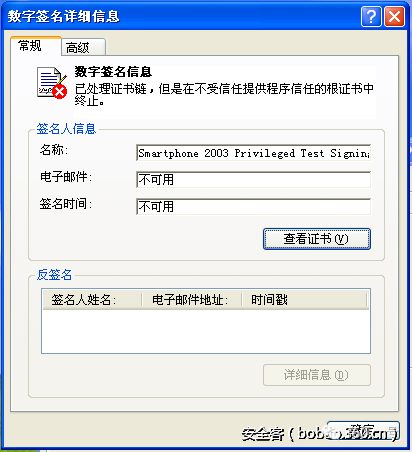 数字签名详细信息
常规 高级
数字签名信息
已处理证书链，但是在不受信任提供程序信任的根证书中
终止。
签名人信息
名称: Smartphone 2003 Privileged Test Signing
电子邮件: 不可用
签名时间: 不可用
查看证书(V)
反签名
签名人姓名: 电子邮件地址: 时间戳
详细信息(D)
确定
安全客 ( bobao.360.cn )